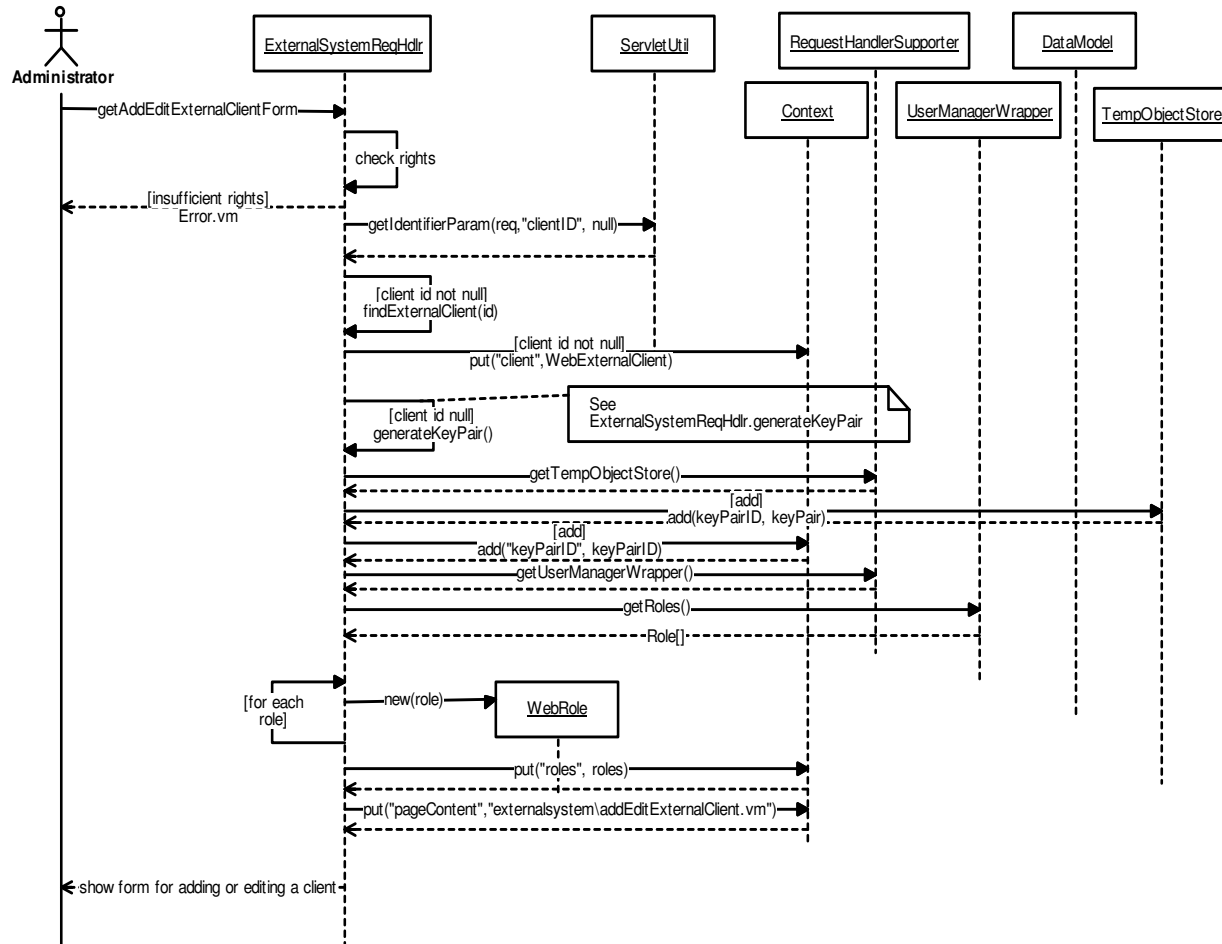 ExternalSystemReqHdlr
ServletUtil
RequestHandlerSupporter
DataModel
Administrator
Context
UserManagerWrapper
TempObjectStore
getAddEditExternalClientForm
check rights
[insufficient rights]
Error.vm
getIdentifierParam(req,"clientID", null)
[client id not null]
findExternalClient(id)
[client id not null]
put("client",WebExternalClient)
[client id null]
generateKeyPair()
See
ExternalSystemReqHdlr.generateKeyPair
getTempObjectStore()
[add]
add(keyPairID, keyPair)
[add]
add("keyPairID", keyPairID)
getUserManagerWrapper()
getRoles()
Role[]
[for each
role]
new(role)
WebRole
put("roles", roles)
put("pageContent","externalsystem\addEditExternalClient.vm")
show form for adding or editing a client